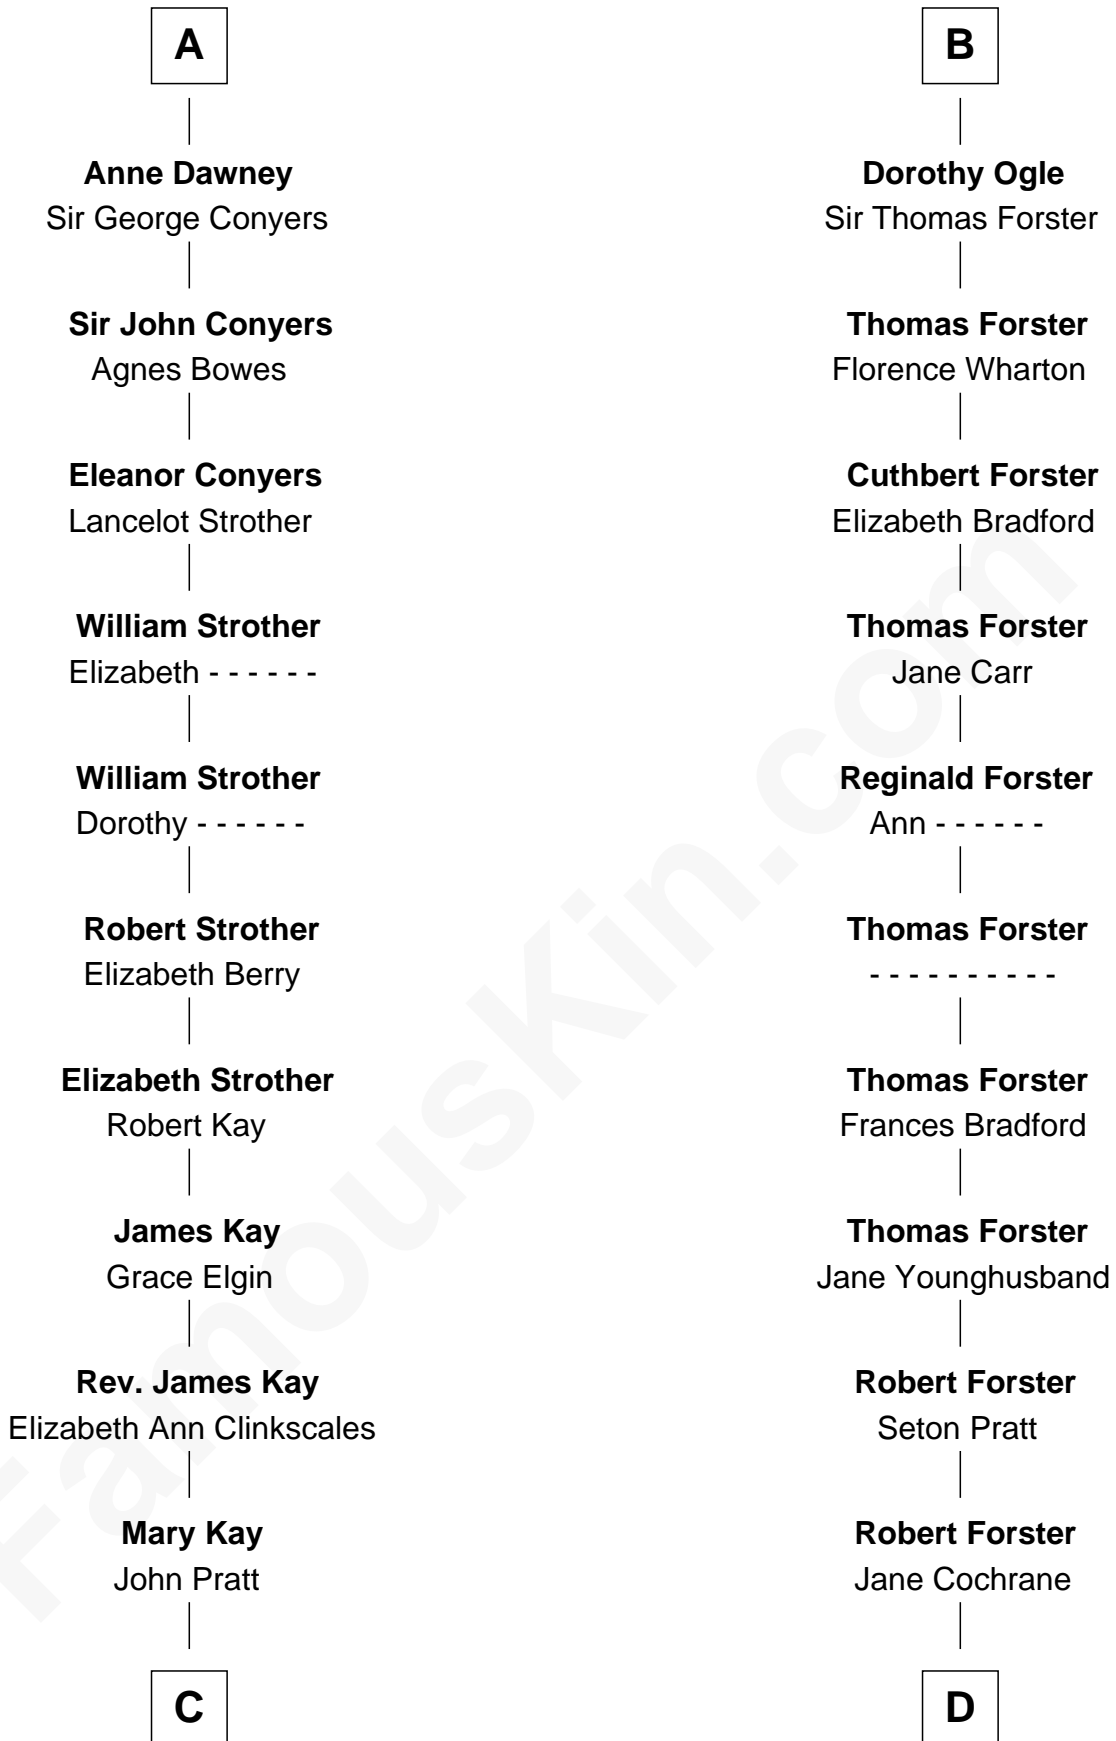 A
Anne Dawney
Sir George Conyers
Sir John Conyers
Agnes Bowes
Eleanor Conyers
Lancelot Strother
William Strother
Elizabeth - - - - - -
William Strother
Dorothy - - - - - -
Robert Strother
Elizabeth Berry
Elizabeth Strother
Robert Kay
James Kay
Grace Elgin
Rev. James Kay
Elizabeth Ann Clinkscales
Mary Kay
John Pratt
C
B
Dorothy Ogle
Sir Thomas Forster
Thomas Forster
Florence Wharton
Cuthbert Forster
Elizabeth Bradford
Thomas Forster
Jane Carr
Reginald Forster
Ann - - - - - -
Thomas Forster
- - - - - - - - - -
Thomas Forster
Frances Bradford
Thomas Forster
Jane Younghusband
Robert Forster
Seton Pratt
Robert Forster
Jane Cochrane
D
FamousKin.com